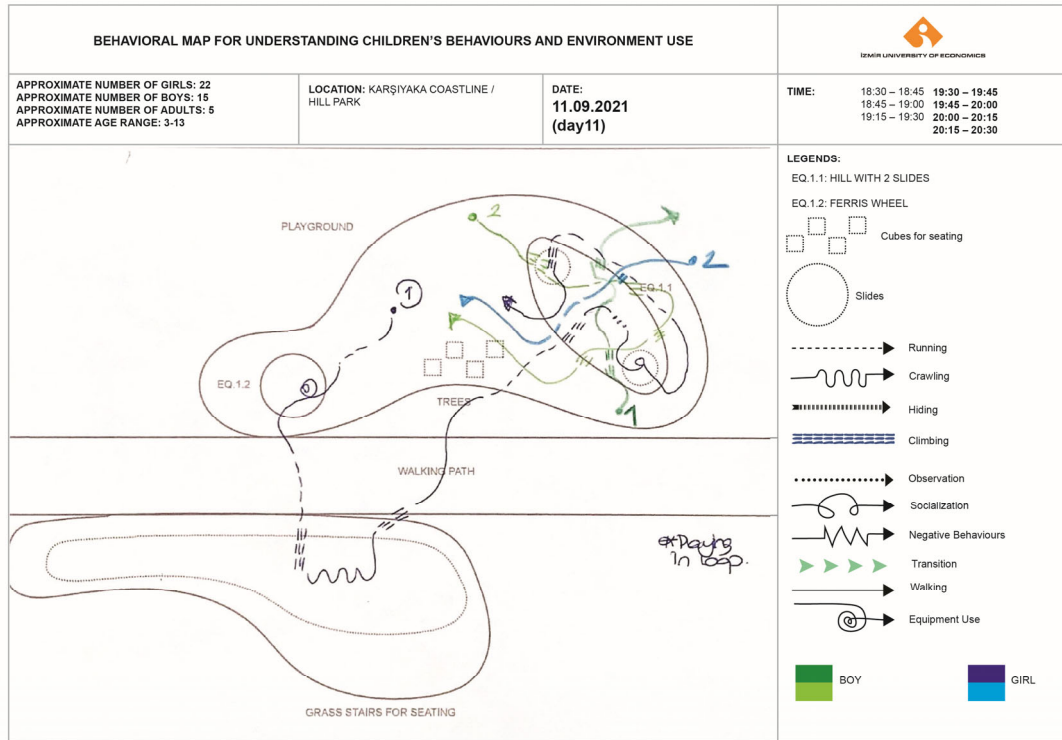 BEHAVIORAL MAP FOR UNDERSTANDING CHILDREN'S BEHAVIOURS AND ENVIRONMENT USE
İZMİR UNIVERSITY OF ECONOMICS
APPROXIMATE NUMBER OF GIRLS: 22
APPROXIMATE NUMBER OF BOYS: 15
APPROXIMATE NUMBER OF ADULTS: 5
APPROXIMATE AGE RANGE: 3-13
LOCATION: KARŞIYAKA COASTLINE /
HILL PARK
DATE:
11.09.2021
(day11)
TIME:
18:30 – 18:45 19:30 – 19:45
18:45 – 19:00 19:45 – 20:00
19:15 – 19:30 20:00 – 20:15
20:15 – 20:30
PLAYGROUND
2
1
2
EQ.1.1
EQ.1.2
TREES
1
WALKING PATH
In loop.
GRASS STAIRS FOR SEATING
LEGENDS:
EQ.1.1: HILL WITH 2 SLIDES
EQ.1.2: FERRIS WHEEL
Cubes for seating
Slides
Running
Crawling
Hiding
Climbing
Observation
Socialization
Negative Behaviours
Transition
Walking
Equipment Use
BOY
GIRL